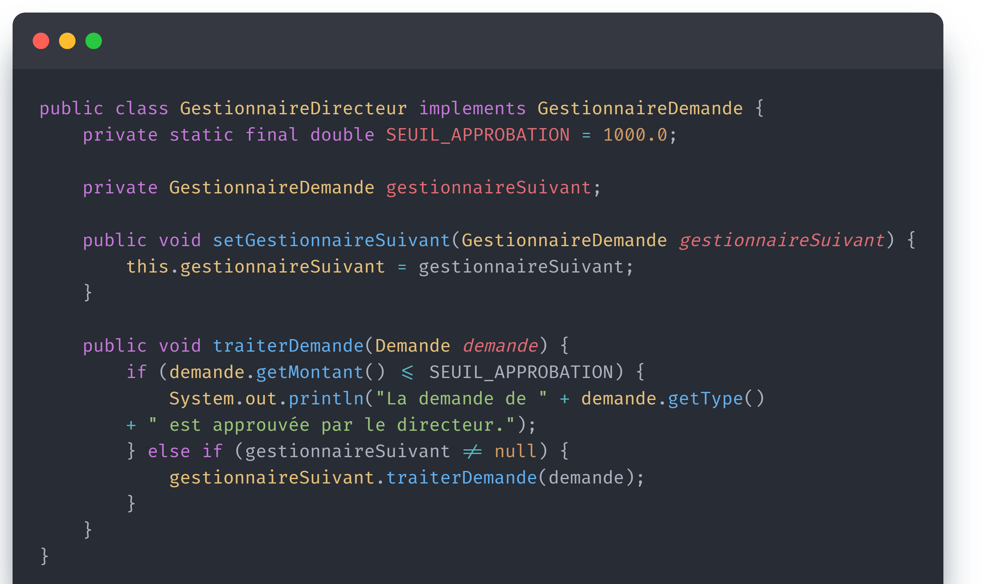 public class GestionnaireDirecteur implements GestionnaireDemande {
    private static final double SEUIL_APPROBATION = 1000.0;

    private GestionnaireDemande gestionnaireSuivant;

    public void setGestionnaireSuivant(GestionnaireDemande gestionnaireSuivant) {
        this.gestionnaireSuivant = gestionnaireSuivant;
    }

    public void traiterDemande(Demande demande) {
        if (demande.getMontant() <= SEUIL_APPROBATION) {
            System.out.println("La demande de " + demande.getType()
        + " est approuvée par le directeur.");
        } else if (gestionnaireSuivant != null) {
            gestionnaireSuivant.traiterDemande(demande);
        }
    }
}